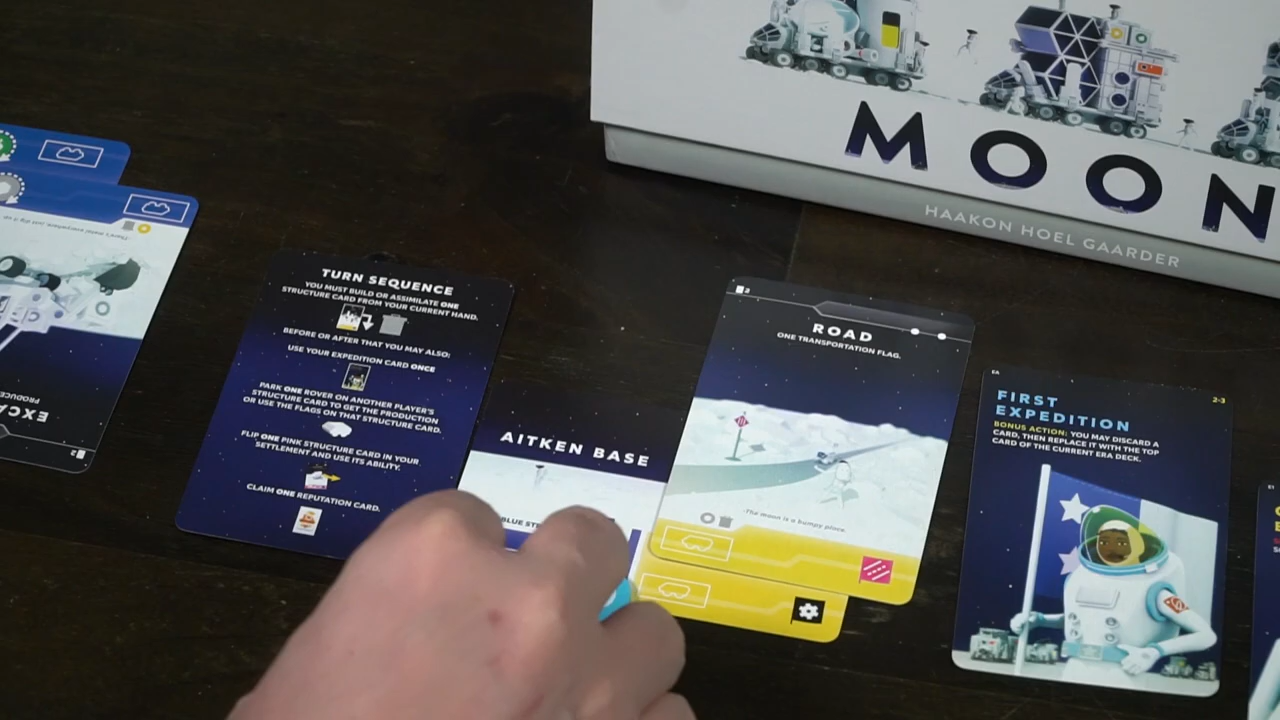 MOON
HAAKON HOEL GAARDER
TURN SEQUENCE
YOU MUST BUILD OR ASSIMILATE ONE
STRUCTURE CARD FROM YOUR CURRENT HAND.
BEFORE OR AFTER THAT YOU MAY ALSO:
USE YOUR EXPEDITION CARD ONCE
PARK ONE ROVER ON ANOTHER PLAYER'S
STRUCTURE CARD TO GET THE PRODUCTION
OR USE THE FLAGS ON THAT STRUCTURE CARD.
FLIP ONE PINK STRUCTURE CARD IN YOUR
SETTLEMENT AND USE ITS ABILITY.
CLAIM ONE REPUTATION CARD.
AITKEN BASE
BLUE
2
ROAD
ONE TRANSPORTATION FLAG.
-The moon is a bumpy place.
2-3
FIRST
EXPEDITION
BONUS ACTION: YOU MAY DISCARD A
CARD, THEN REPLACE IT WITH THE TOP
CARD OF THE CURRENT ERA DECK.
2